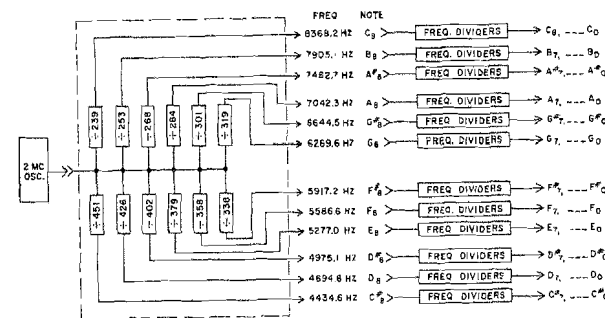 FREQ NOTE
8368.2 HZ C8 FREQ. DIVIDERS C8, --- C0
7905.1 HZ B8 FREQ. DIVIDERS B7, --- B0
7462.7 HZ A#8 FREQ. DIVIDERS A#7, --- A#0
7042.3 HZ A8 FREQ. DIVIDERS A7, --- A0
6644.5 HZ G#8 FREQ. DIVIDERS G#7, --- G#0
6269.6 HZ G8 FREQ. DIVIDERS G7, --- G0
÷239 ÷253 ÷268 ÷284 ÷301 ÷319
2 MC
OSC.
÷451 ÷426 ÷402 ÷379 ÷358 ÷338
5917.2 HZ F#8 FREQ DIVIDERS F#7, --- F#0
5586.6 HZ F8 FREQ DIVIDERS F7, --- F0
5277.0 HZ E8 FREQ DIVIDERS E7, --- E0
4975.1 HZ D#8 FREQ DIVIDERS D#7, --- D#0
4694.8 HZ D8 FREQ. DIVIDERS D7, --- D0
4434.6 HZ C#8 FREQ DIVIDERS C#7, --- C#0